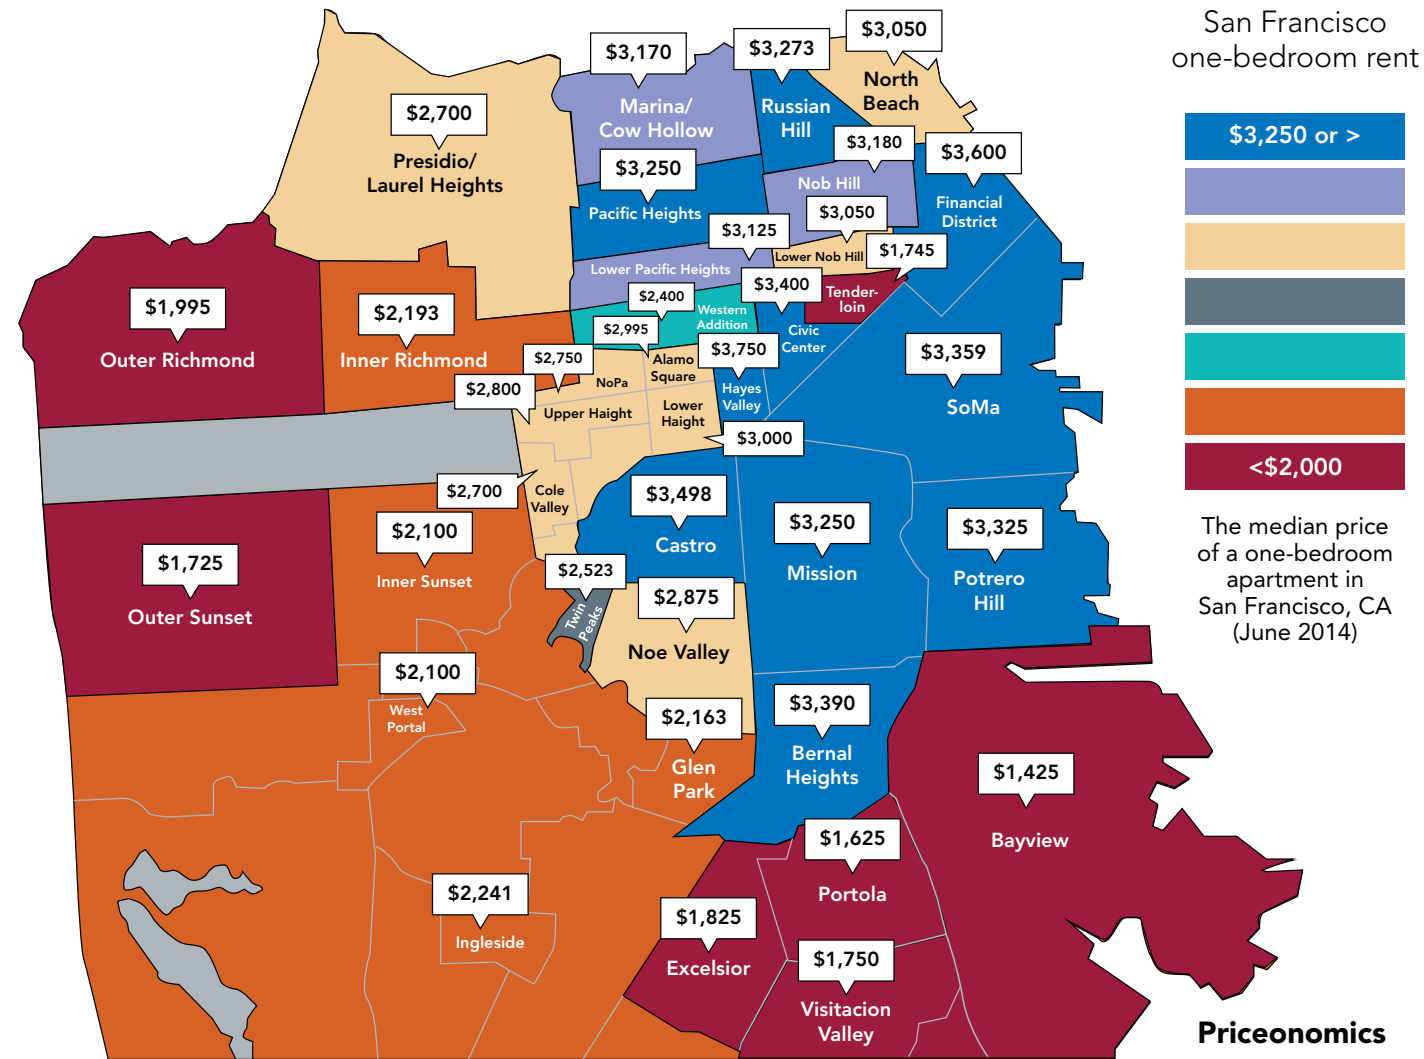 San Francisco
one-bedroom rent
$3,250 or >
<$2,000
The median price
of a one-bedroom
apartment in
San Francisco, CA
(June 2014)
Priceonomics
$2,700
Presidio/
Laurel Heights
$3,170
Marina/
Cow Hollow
$3,273
Russian
Hill
$3,050
North
Beach
$3,250
Pacific Heights
$3,180
Nob Hill
$3,600
Financial
District
$3,125
Lower Pacific Heights
$3,050
Lower Nob Hill
$1,745
Tender-
loin
$1,995
Outer Richmond
$2,193
Inner Richmond
$2,400
Western
Addition
$3,400
Civic
Center
$2,995
Alamo
Square
$3,750
Hayes
Valley
$2,750
NoPa
$2,800
Upper Haight
Lower
Haight
$3,000
$3,359
SoMa
$2,700
Cole
Valley
$3,498
Castro
$3,250
Mission
$3,325
Potrero
Hill
$1,725
Outer Sunset
$2,100
Inner Sunset
$2,523
Twin
Peaks
$2,875
Noe Valley
$2,100
West
Portal
$2,163
Glen
Park
$3,390
Bernal
Heights
$1,425
Bayview
$1,625
Portola
$2,241
Ingleside
$1,825
Excelsior
$1,750
Visitacion
Valley